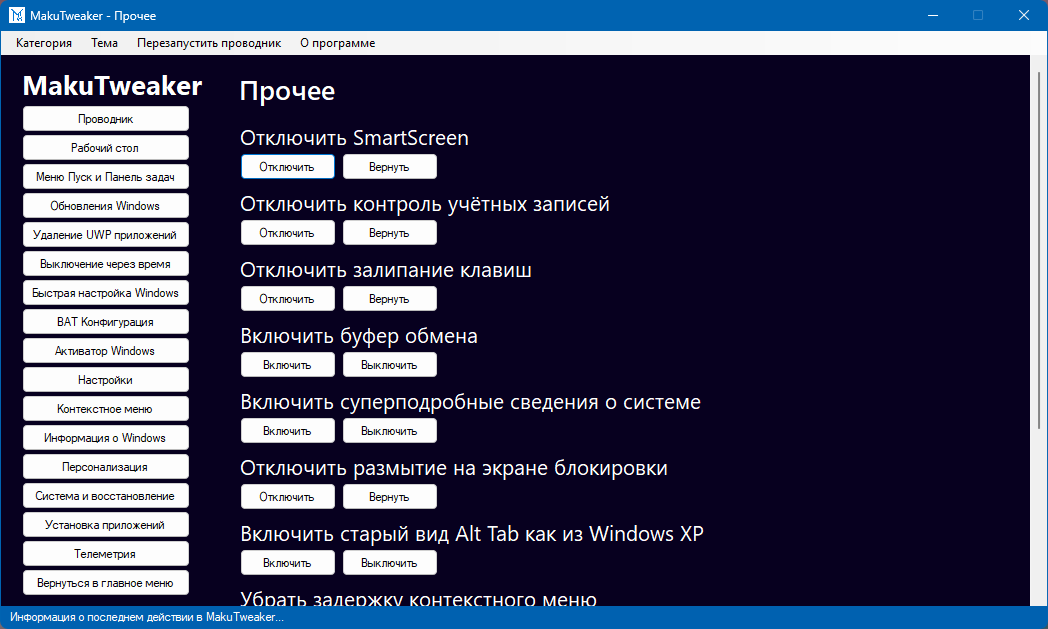 MakuTweaker - Прочее
Категория Тема Перезапустить проводник О программе
MakuTweaker
Проводник
Рабочий стол
Меню Пуск и Панель задач
Обновления Windows
Удаление UWP приложений
Выключение через время
Быстрая настройка Windows
BAT Конфигурация
Активатор Windows
Настройки
Контекстное меню
Информация о Windows
Персонализация
Система и восстановление
Установка приложений
Телеметрия
Вернуться в главное меню
Прочее
Отключить SmartScreen
Отключить Вернуть
Отключить контроль учётных записей
Отключить Вернуть
Отключить залипание клавиш
Отключить Вернуть
Включить буфер обмена
Включить Выключить
Включить суперподробные сведения о системе
Включить Выключить
Отключить размытие на экране блокировки
Отключить Вернуть
Включить старый вид Alt Tab как из Windows XP
Включить Выключить
Убрать задержку контекстного меню
Информация о последнем действии в MakuTweaker...